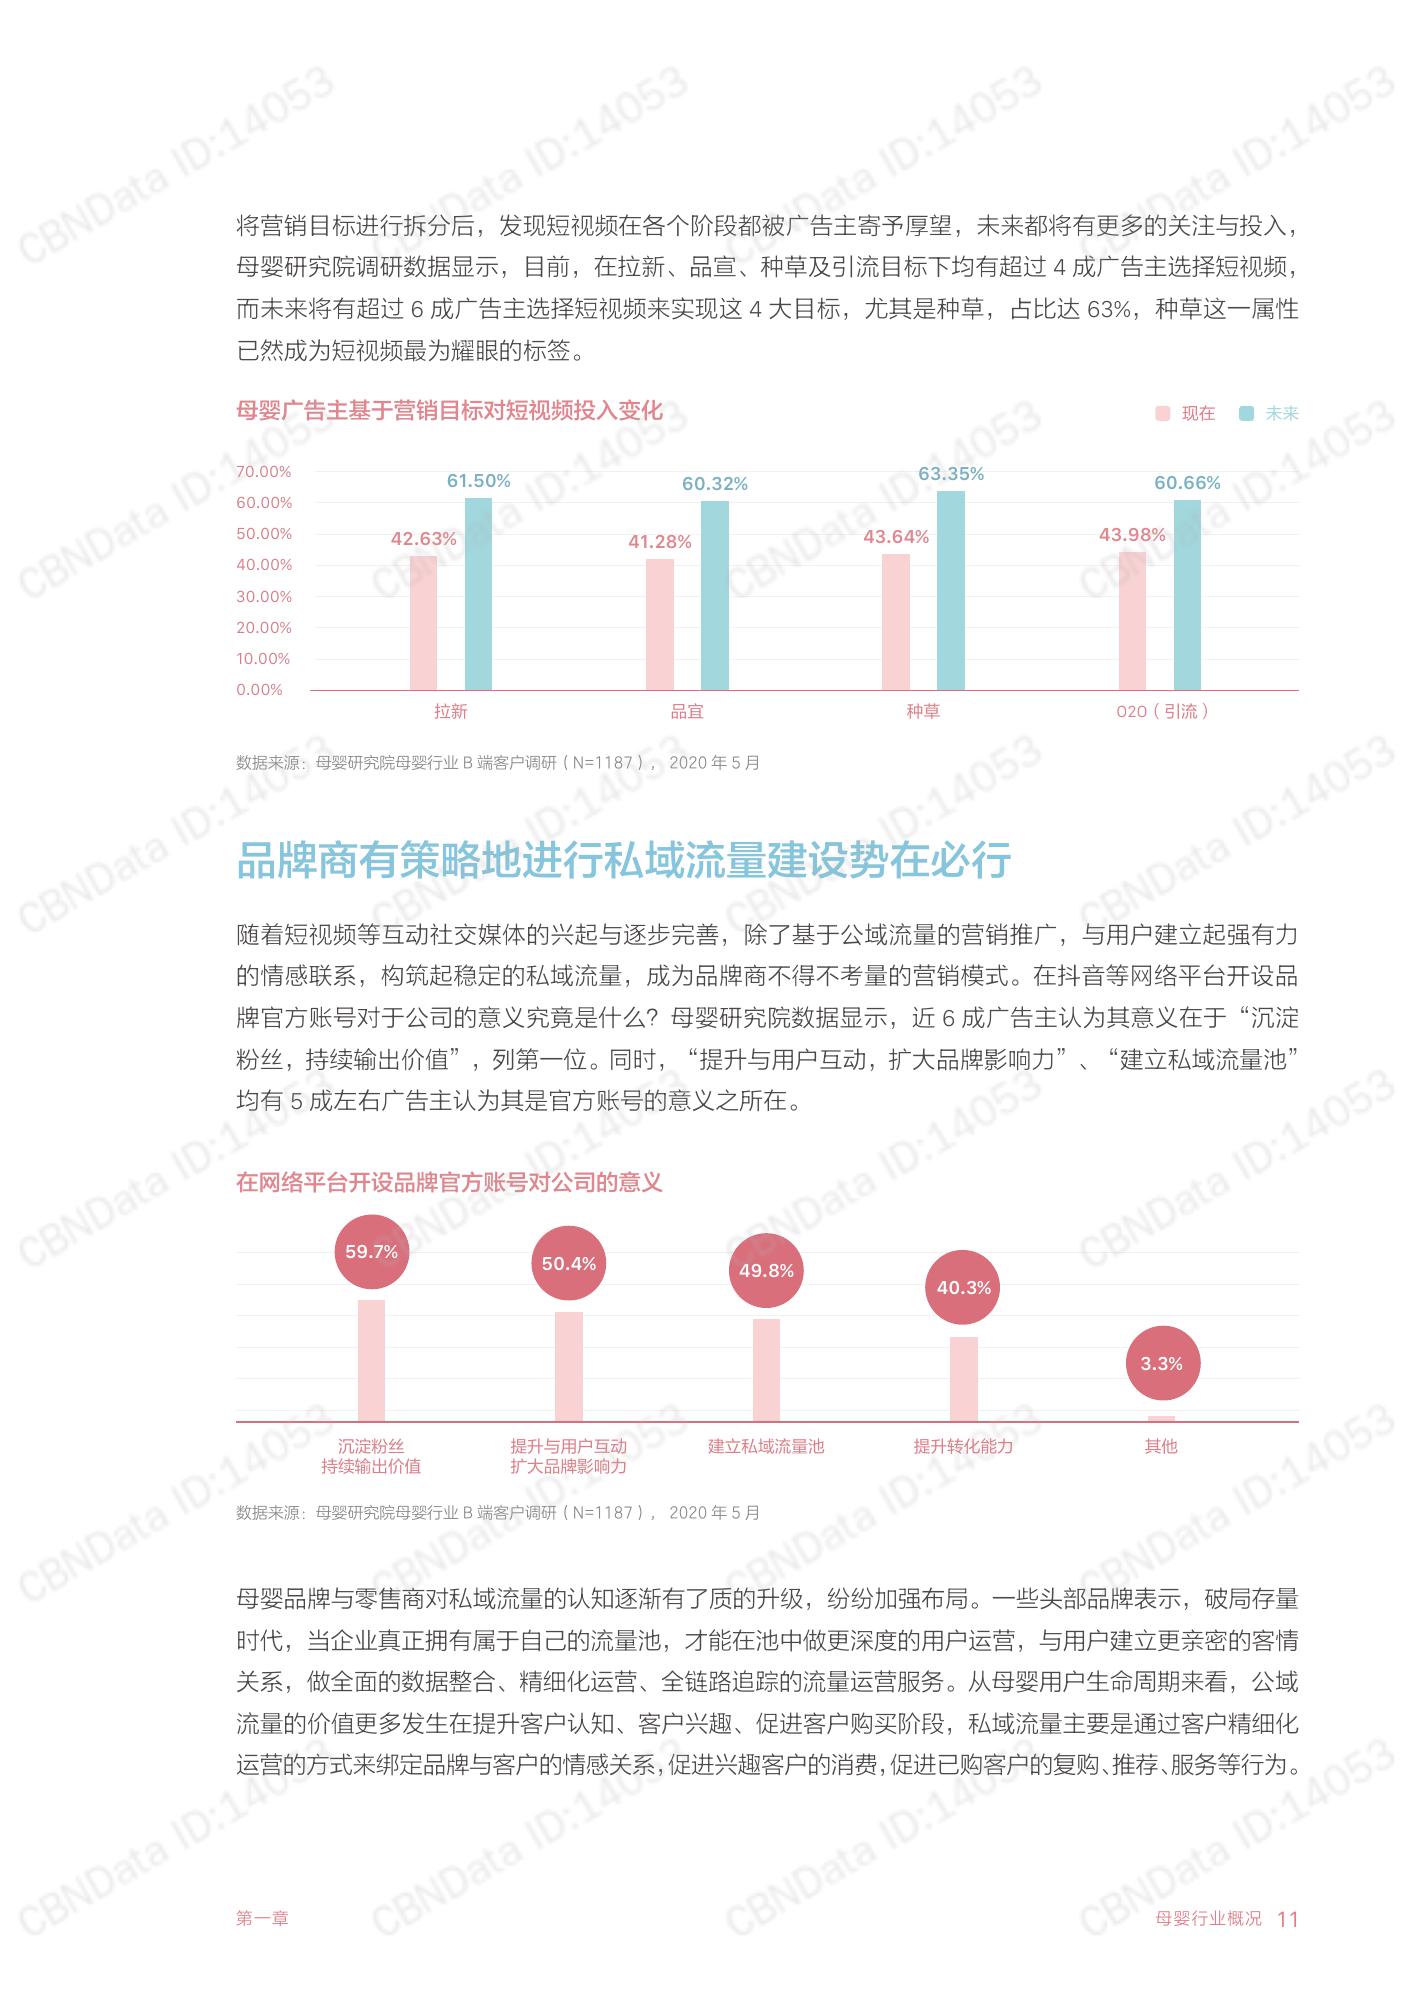 将营销目标进行拆分后，发现短视频在各个阶段都被广告主寄予厚望，未来都将有更多的关注与投入，
母婴研究院调研数据显示，目前，在拉新、品宣、种草及引流目标下均有超过 4 成广告主选择短视频，
而未来将有超过 6 成广告主选择短视频来实现这 4 大目标，尤其是种草，占比达 63%，种草这一属性
已然成为短视频最为耀眼的标签。
母婴广告主基于营销目标对短视频投入变化
现在 未来
70.00%
60.00%
50.00%
40.00%
30.00%
20.00%
10.00%
0.00%
42.63% 61.50% 41.28% 60.32% 43.64% 63.35% 43.98% 60.66%
拉新 品宜 种草 O2O（引流）
数据来源：母婴研究院母婴行业 B 端客户调研（N=1187），2020 年 5 月
品牌商有策略地进行私域流量建设势在必行
随着短视频等互动社交媒体的兴起与逐步完善，除了基于公域流量的营销推广，与用户建立起强有力
的情感联系，构筑起稳定的私域流量，成为品牌商不得不考量的营销模式。在抖音等网络平台开设品
牌官方账号对于公司的意义究竟是什么？母婴研究院数据显示，近 6 成广告主认为其意义在于“沉淀
粉丝，持续输出价值”，列第一位。同时，“提升与用户互动，扩大品牌影响力”、“建立私域流量池”
均有 5 成左右广告主认为其是官方账号的意义之所在。
在网络平台开设品牌官方账号对公司的意义
59.7% 50.4% 49.8% 40.3% 3.3%
沉淀粉丝 提升与用户互动 建立私域流量池 提升转化能力 其他
持续输出价值 扩大品牌影响力
数据来源：母婴研究院母婴行业 B 端客户调研（N=1187），2020 年 5 月
母婴品牌与零售商对私域流量的认知逐渐有了质的升级，纷纷加强布局。一些头部品牌表示，破局存量
时代，当企业真正拥有属于自己的流量池，才能在池中做更深度的用户运营，与用户建立更亲密的客情
关系，做全面的数据整合、精细化运营、全链路追踪的流量运营服务。从母婴用户生命周期来看，公域
流量的价值更多发生在提升客户认知、客户兴趣、促进客户购买阶段，私域流量主要是通过客户精细化
运营的方式来绑定品牌与客户的情感关系，促进兴趣客户的消费，促进已购客户的复购、推荐、服务等行为。
第一章 母婴行业概况 11
CBNData ID:14053